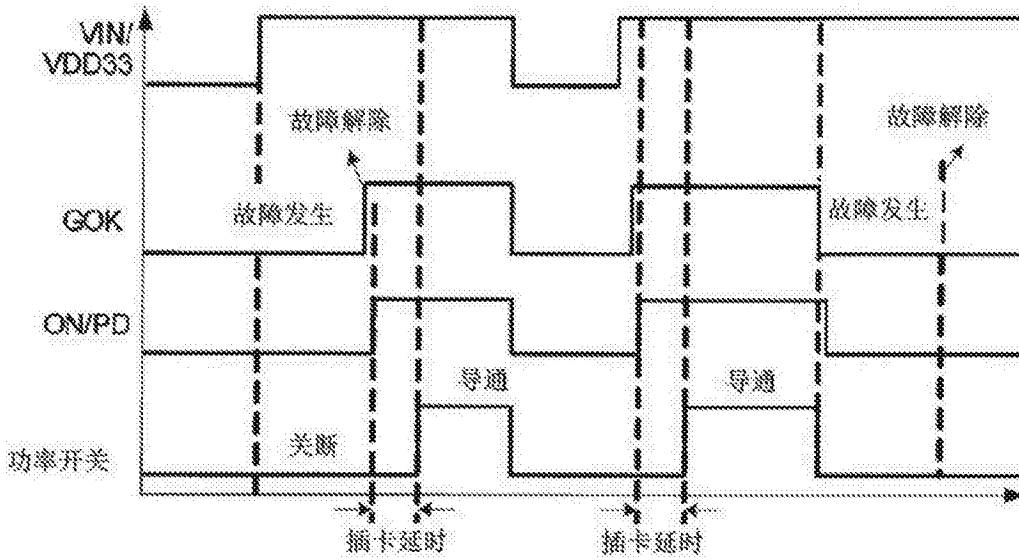 VIN/
VDD33
故障解除
故障解除
GOK
故障发生
故障发生
ON/PD
导通
导通
功率开关
关断
插卡延时
插卡延时